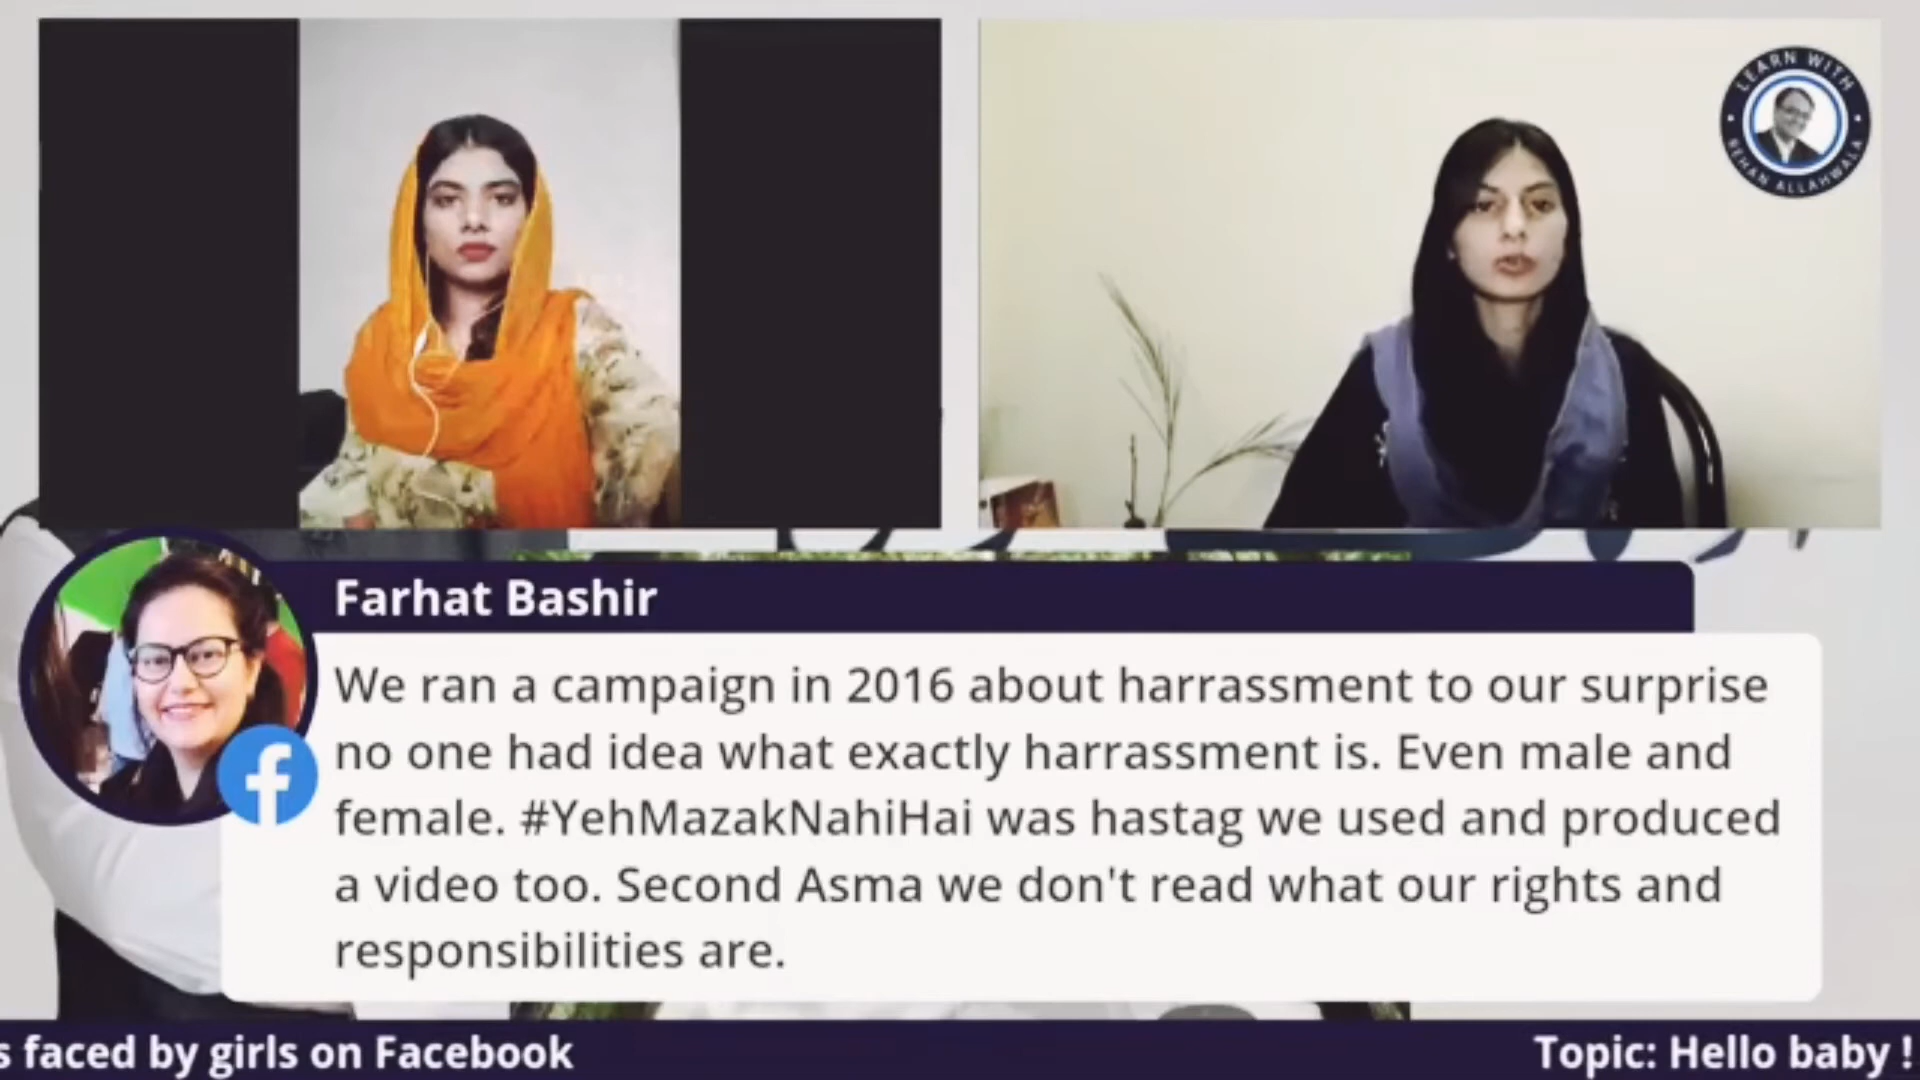 LEARN WITH
REHAN ALLAHWALA
Farhat Bashir
We ran a campaign in 2016 about harrassment to our surprise
no one had idea what exactly harrassment is. Even male and
female. #YehMazakNahiHai was hastag we used and produced
a video too. Second Asma we don't read what our rights and
responsibilities are.
s faced by girls on Facebook
Topic: Hello baby !